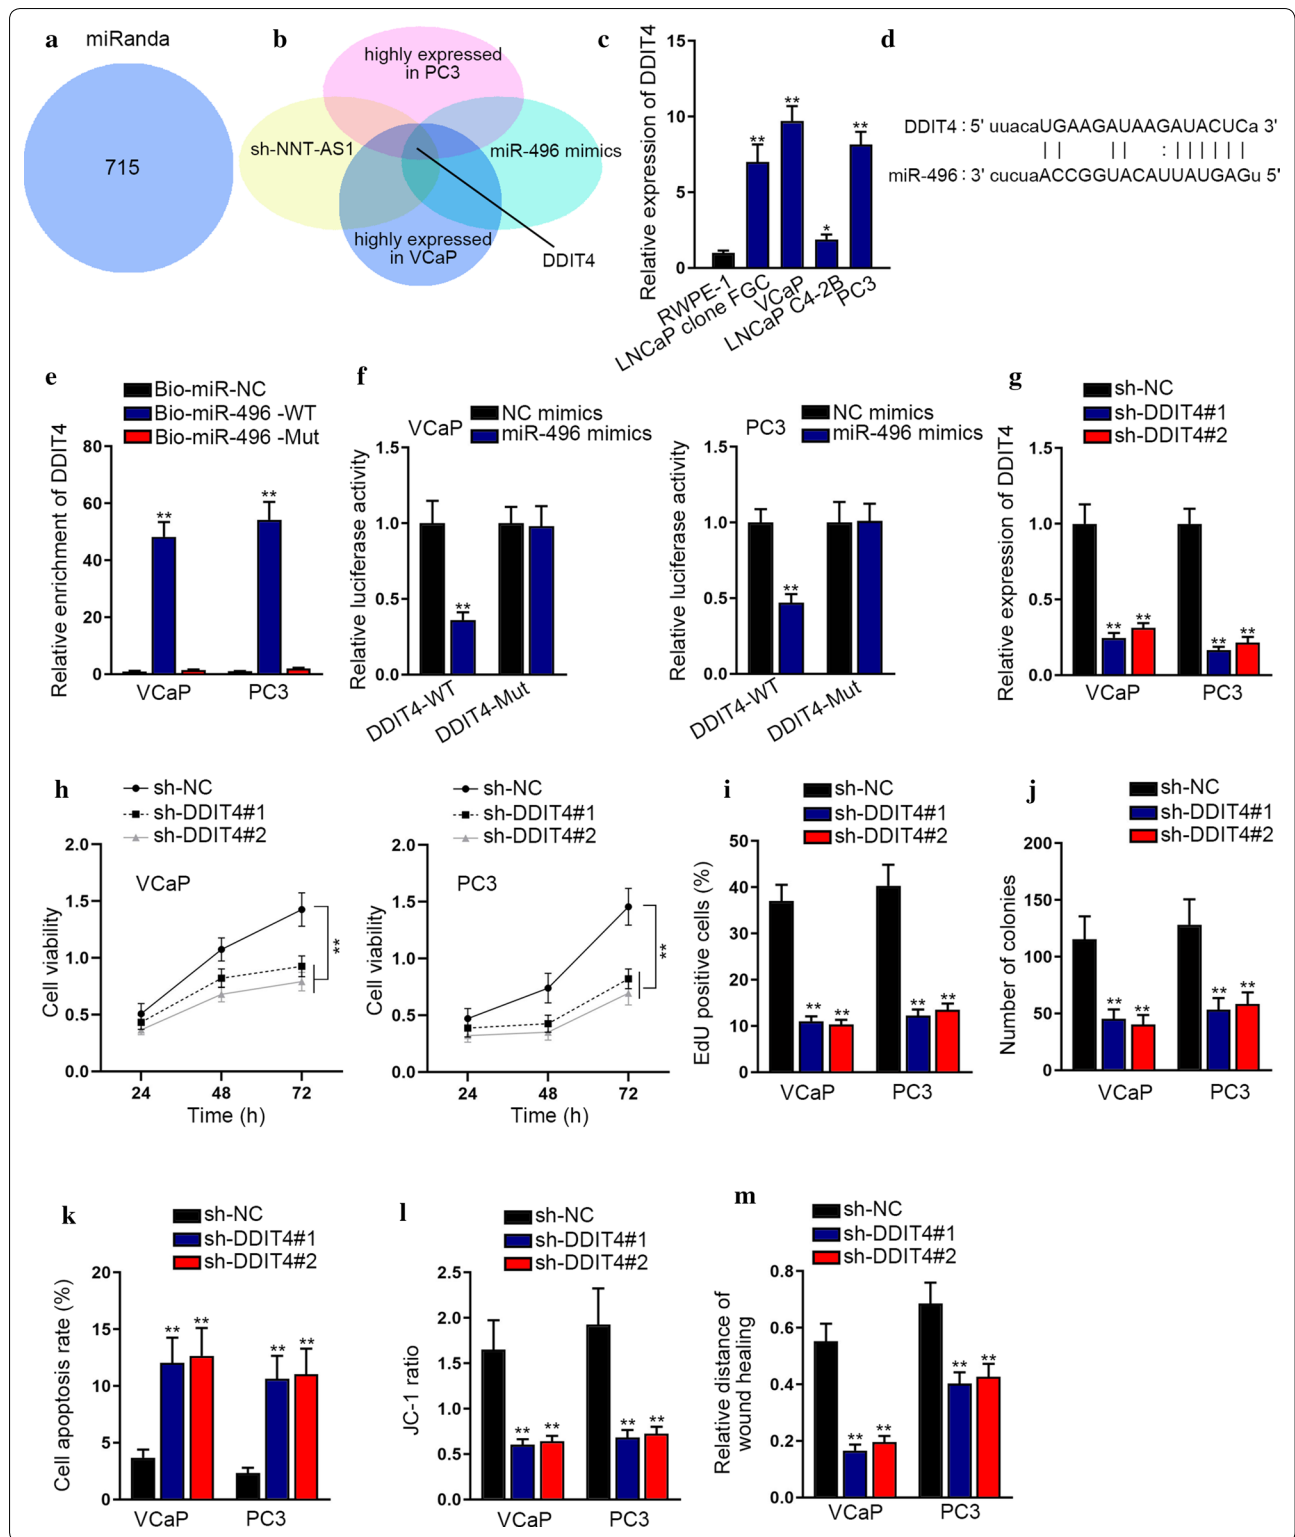 a
miRanda
715
b
highly expressed
in PC3
sh-NNT-AS1
miR-496 mimics
highly expressed
in VCaP
DDIT4
c
Relative expression of DDIT4
15
10
5
0
**
**
*
**
RWPE-1
LNCaP clone FGC
VCaP
LNCaP C4-2B
PC3
d
DDIT4 : 5' uuacaUGAAGAUAAGAUACUCa 3'
| | | | : | | | | | |
miR-496 : 3' cucuaACCGGUACAUUAUGAGu 5'
e
Bio-miR-NC
Bio-miR-496 -WT
Bio-miR-496 -Mut
Relative enrichment of DDIT4
80
60
40
20
0
**
**
VCaP
PC3
f
VCaP
NC mimics
miR-496 mimics
Relative luciferase activity
1.5
1.0
0.5
0.0
**
DDIT4-WT
DDIT4-Mut
PC3
NC mimics
miR-496 mimics
Relative luciferase activity
1.5
1.0
0.5
0.0
**
DDIT4-WT
DDIT4-Mut
g
sh-NC
sh-DDIT4#1
sh-DDIT4#2
Relative expression of DDIT4
1.5
1.0
0.5
0.0
**
**
**
**
VCaP
PC3
h
sh-NC
sh-DDIT4#1
sh-DDIT4#2
Cell viability
2.0
1.5
1.0
0.5
0.0
VCaP
**
24
48
72
Time (h)
sh-NC
sh-DDIT4#1
sh-DDIT4#2
Cell viability
2.0
1.5
1.0
0.5
0.0
PC3
**
24
48
72
Time (h)
i
sh-NC
sh-DDIT4#1
sh-DDIT4#2
EdU positive cells (%)
50
40
30
20
10
0
**
**
**
**
VCaP
PC3
j
sh-NC
sh-DDIT4#1
sh-DDIT4#2
Number of colonies
200
150
100
50
0
**
**
**
**
VCaP
PC3
k
sh-NC
sh-DDIT4#1
sh-DDIT4#2
Cell apoptosis rate (%)
20
15
10
5
0
**
**
**
**
VCaP
PC3
l
sh-NC
sh-DDIT4#1
sh-DDIT4#2
JC-1 ratio
2.5
2.0
1.5
1.0
0.5
0.0
**
**
**
**
VCaP
PC3
m
sh-NC
sh-DDIT4#1
sh-DDIT4#2
Relative distance of
wound healing
0.8
0.6
0.4
0.2
0.0
**
**
**
**
VCaP
PC3